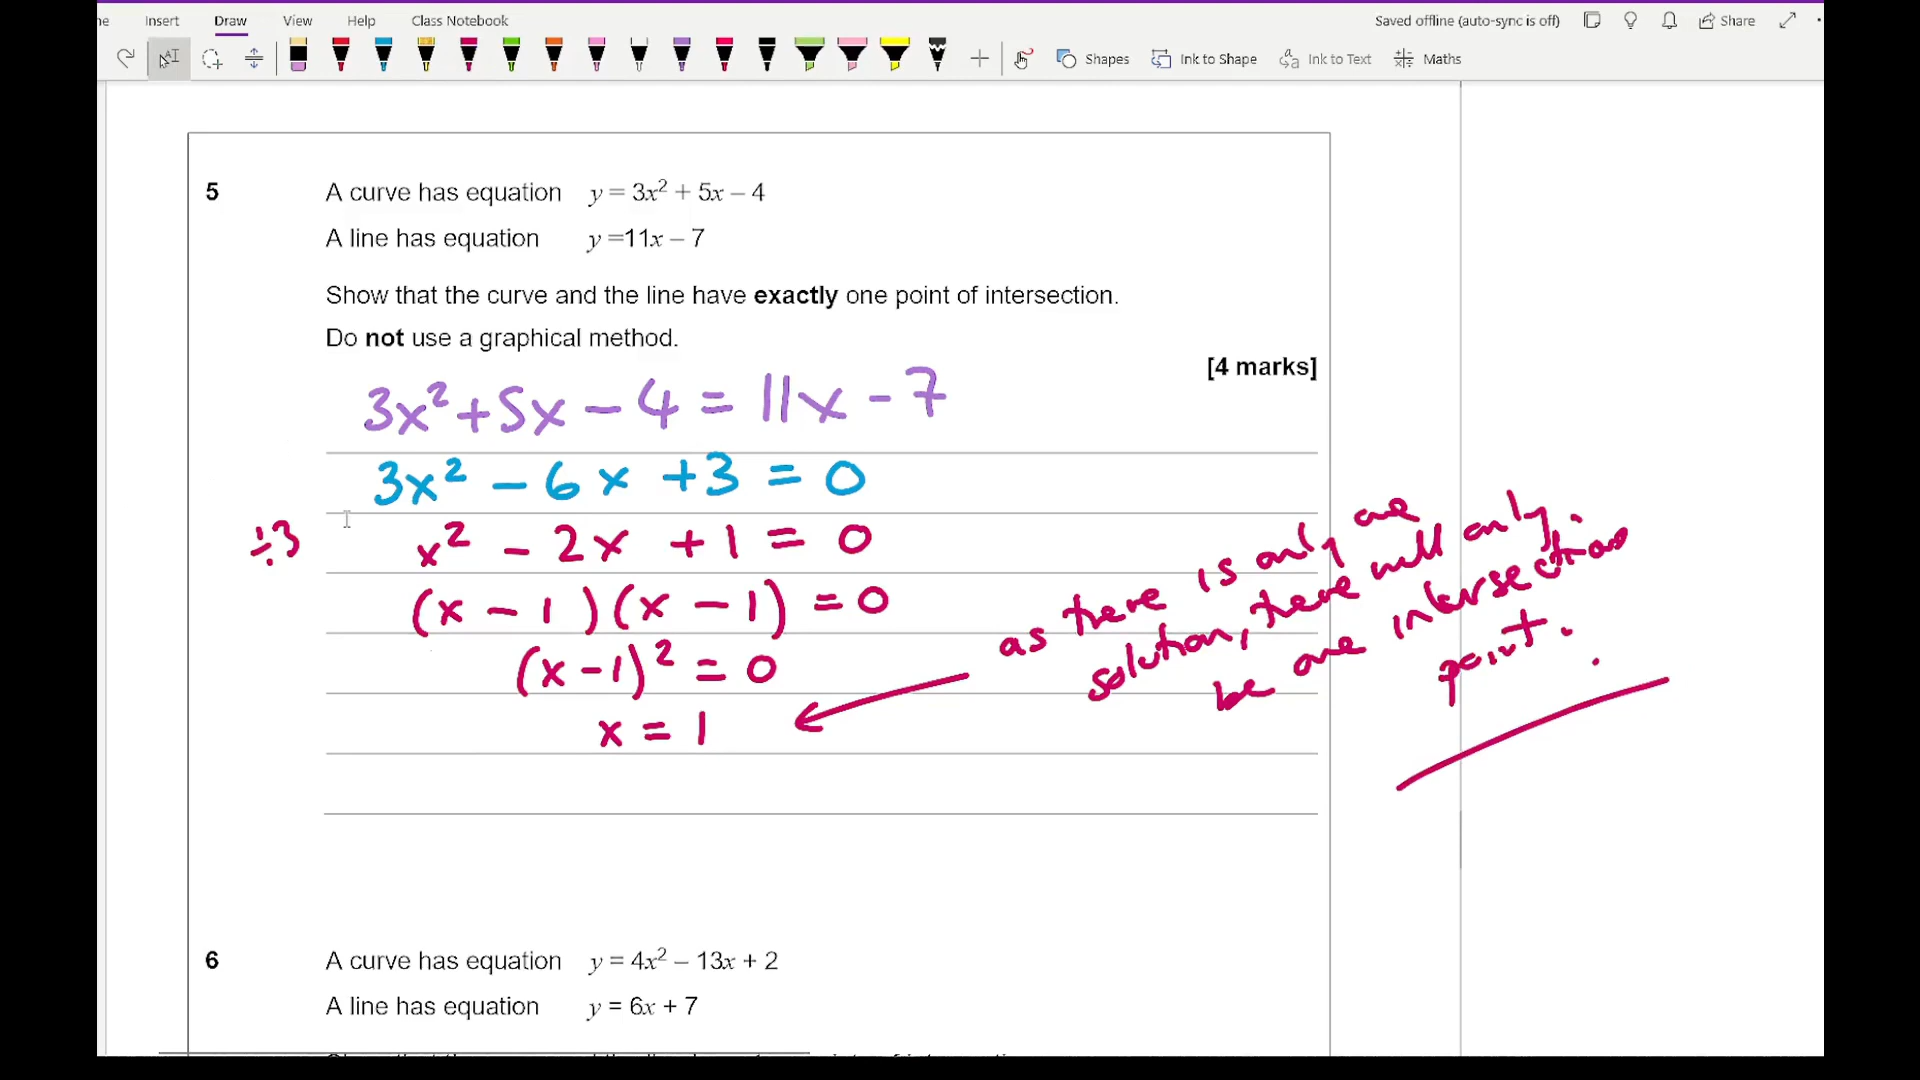 Insert Draw View Help Class Notebook Saved offline (auto-sync is off) Share
Shapes Ink to Shape Ink to Text Maths
5 A curve has equation y = 3x² + 5x – 4
A line has equation y =11x – 7
Show that the curve and the line have exactly one point of intersection.
Do not use a graphical method.
[4 marks]
3x² + 5x – 4 = 11x – 7
3x² – 6x + 3 = 0
÷3 x² – 2x + 1 = 0
(x – 1)(x – 1) = 0
(x – 1)² = 0
x = 1
as there is only one
solution, there will only
be one intersection
point.
6 A curve has equation y = 4x² – 13x + 2
A line has equation y = 6x + 7